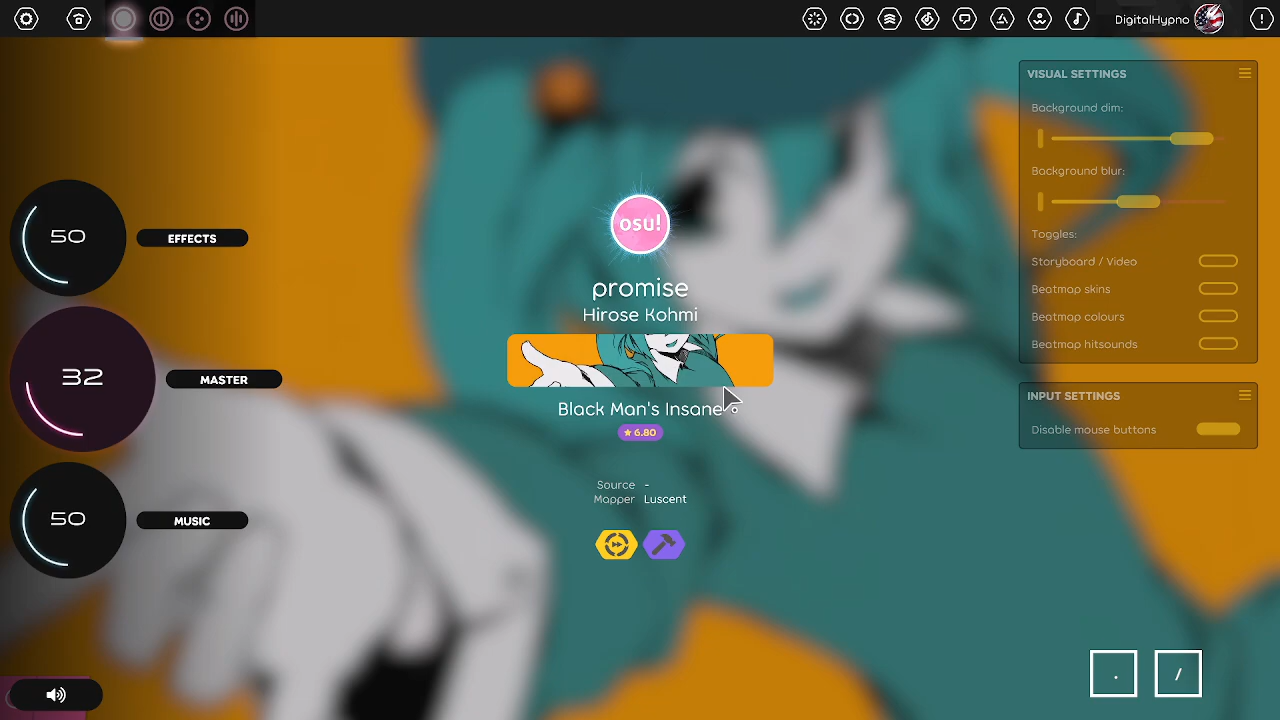 DigitalHypno
VISUAL SETTINGS
Background dim:
Background blur:
Toggles:
Storyboard / Video
Beatmap skins
Beatmap colours
Beatmap hitsounds
INPUT SETTINGS
Disable mouse buttons
50
EFFECTS
32
MASTER
50
MUSIC
osu!
promise
Hirose Kohmi
Black Man's Insane
6.80
Source -
Mapper Luscent
. /